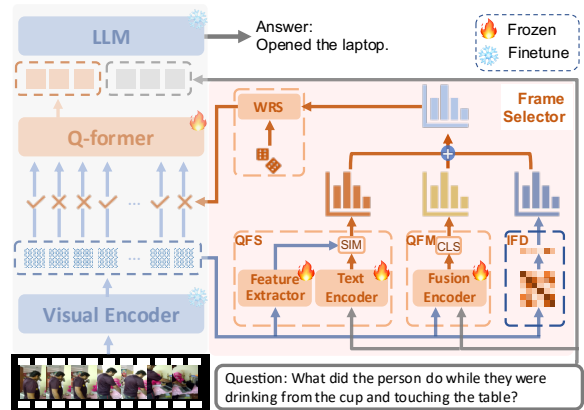 LLM
Answer:
Opened the laptop.
Frozen
Finetune
Q-former
WRS
Frame
Selector
...
...
QFS
SIM
QFM
CLS
IFD
Feature
Extractor
Text
Encoder
Fusion
Encoder
Visual Encoder
Question: What did the person do while they were
drinking from the cup and touching the table?